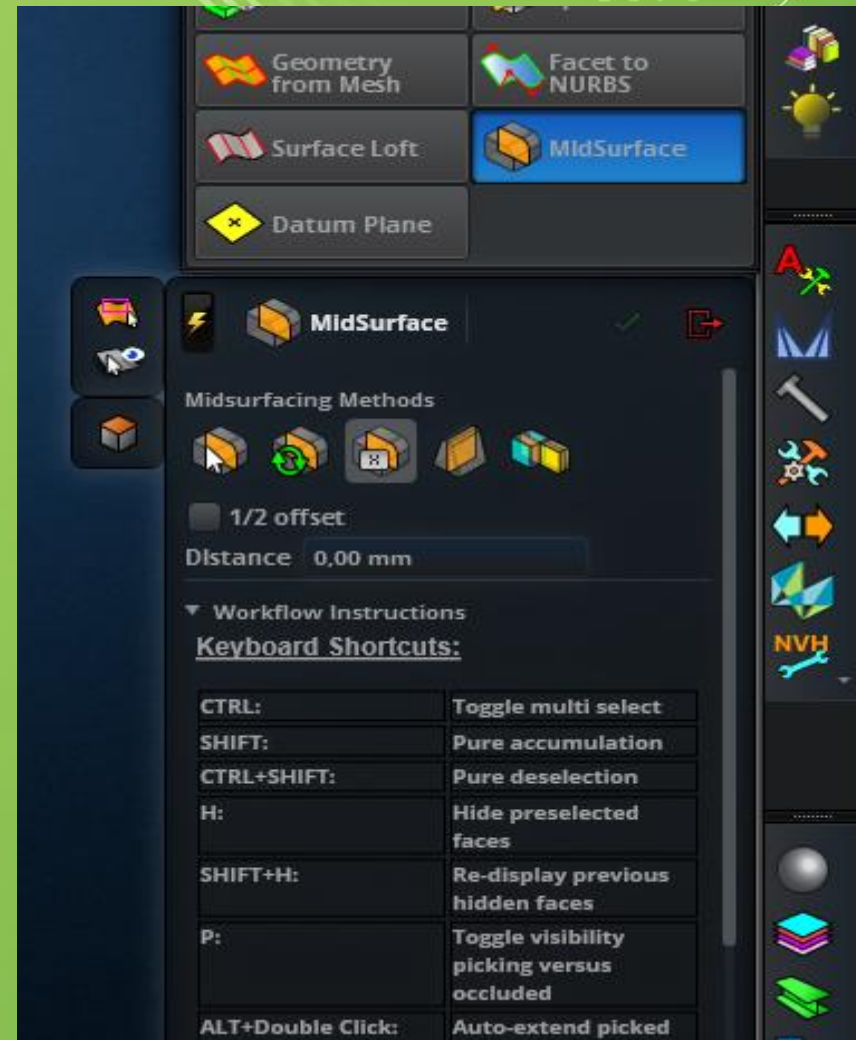 Geometry
from Mesh
Facet to
NURBS
Surface Loft
MidSurface
Datum Plane
MidSurface
Midsurfacing Methods
1/2 offset
Distance 0,00 mm
Workflow Instructions
Keyboard Shortcuts:
CTRL: Toggle multi select
SHIFT: Pure accumulation
CTRL+SHIFT: Pure deselection
H: Hide preselected
faces
SHIFT+H: Re-display previous
hidden faces
P: Toggle visibility
picking versus
occluded
ALT+Double Click: Auto-extend picked
A
NVH